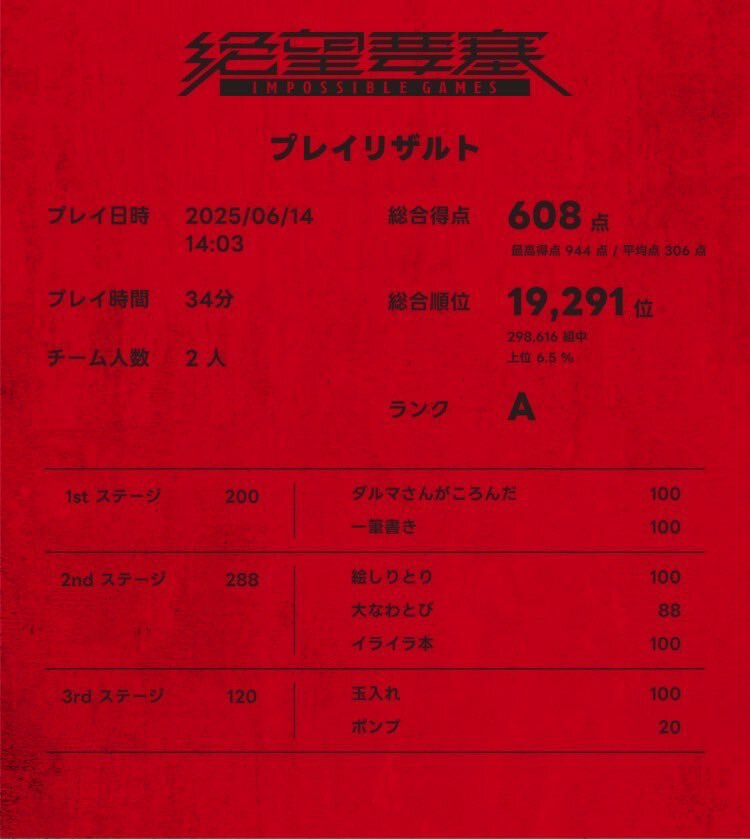 絶望要塞
IMPOSSIBLE GAMES
プレイリザルト
プレイ日時 2025/06/14
14:03
プレイ時間 34分
チーム人数 2 人
総合得点 608 点
最高得点 944 点 / 平均点 306 点
総合順位 19,291 位
298,616 組中
上位 6.5 %
ランク A
1st ステージ 200
ダルマさんがころんだ 100
一筆書き 100
2nd ステージ 288
絵しりとり 100
大なわとび 88
イライラ本 100
3rd ステージ 120
玉入れ 100
ポンプ 20